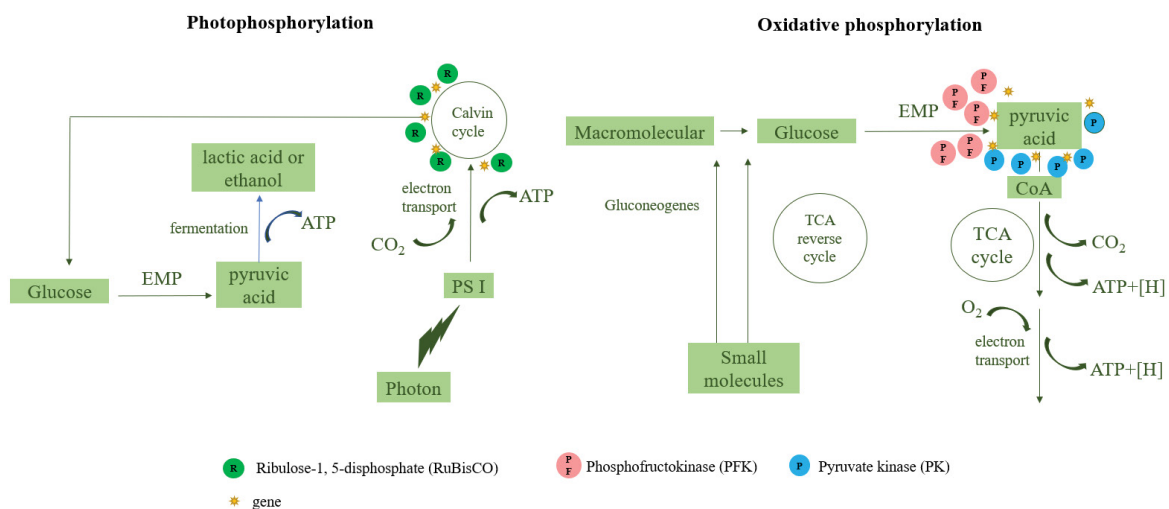 Photophosphorylation
R
R
R
R
R
Calvin
cycle
lactic acid or
ethanol
fermentation
ATP
electron
transport
CO2
ATP
Glucose
EMP
pyruvic
acid
PS I
Photon
Oxidative phosphorylation
Macromolecular
Glucose
EMP
P
F
P
F
P
F
P
F
P
F
pyruvic
acid
P
P
P
P
P
CoA
Gluconeogenes
TCA
reverse
cycle
TCA
cycle
CO2
ATP+[H]
O2
electron
transport
ATP+[H]
Small
molecules
R Ribulose-1, 5-disphosphate (RuBisCO)
P
F
Phosphofructokinase (PFK)
P Pyruvate kinase (PK)
gene